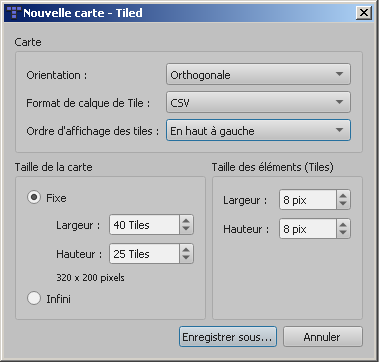 Nouvelle carte - Tiled
Carte
Orientation :
Orthogonale
Format de calque de Tile :
CSV
Ordre d'affichage des tiles :
En haut à gauche
Taille de la carte
Fixe
Largeur :
40 Tiles
Hauteur :
25 Tiles
320 x 200 pixels
Infini
Taille des éléments (Tiles)
Largeur :
8 pix
Hauteur :
8 pix
Enregistrer sous...
Annuler